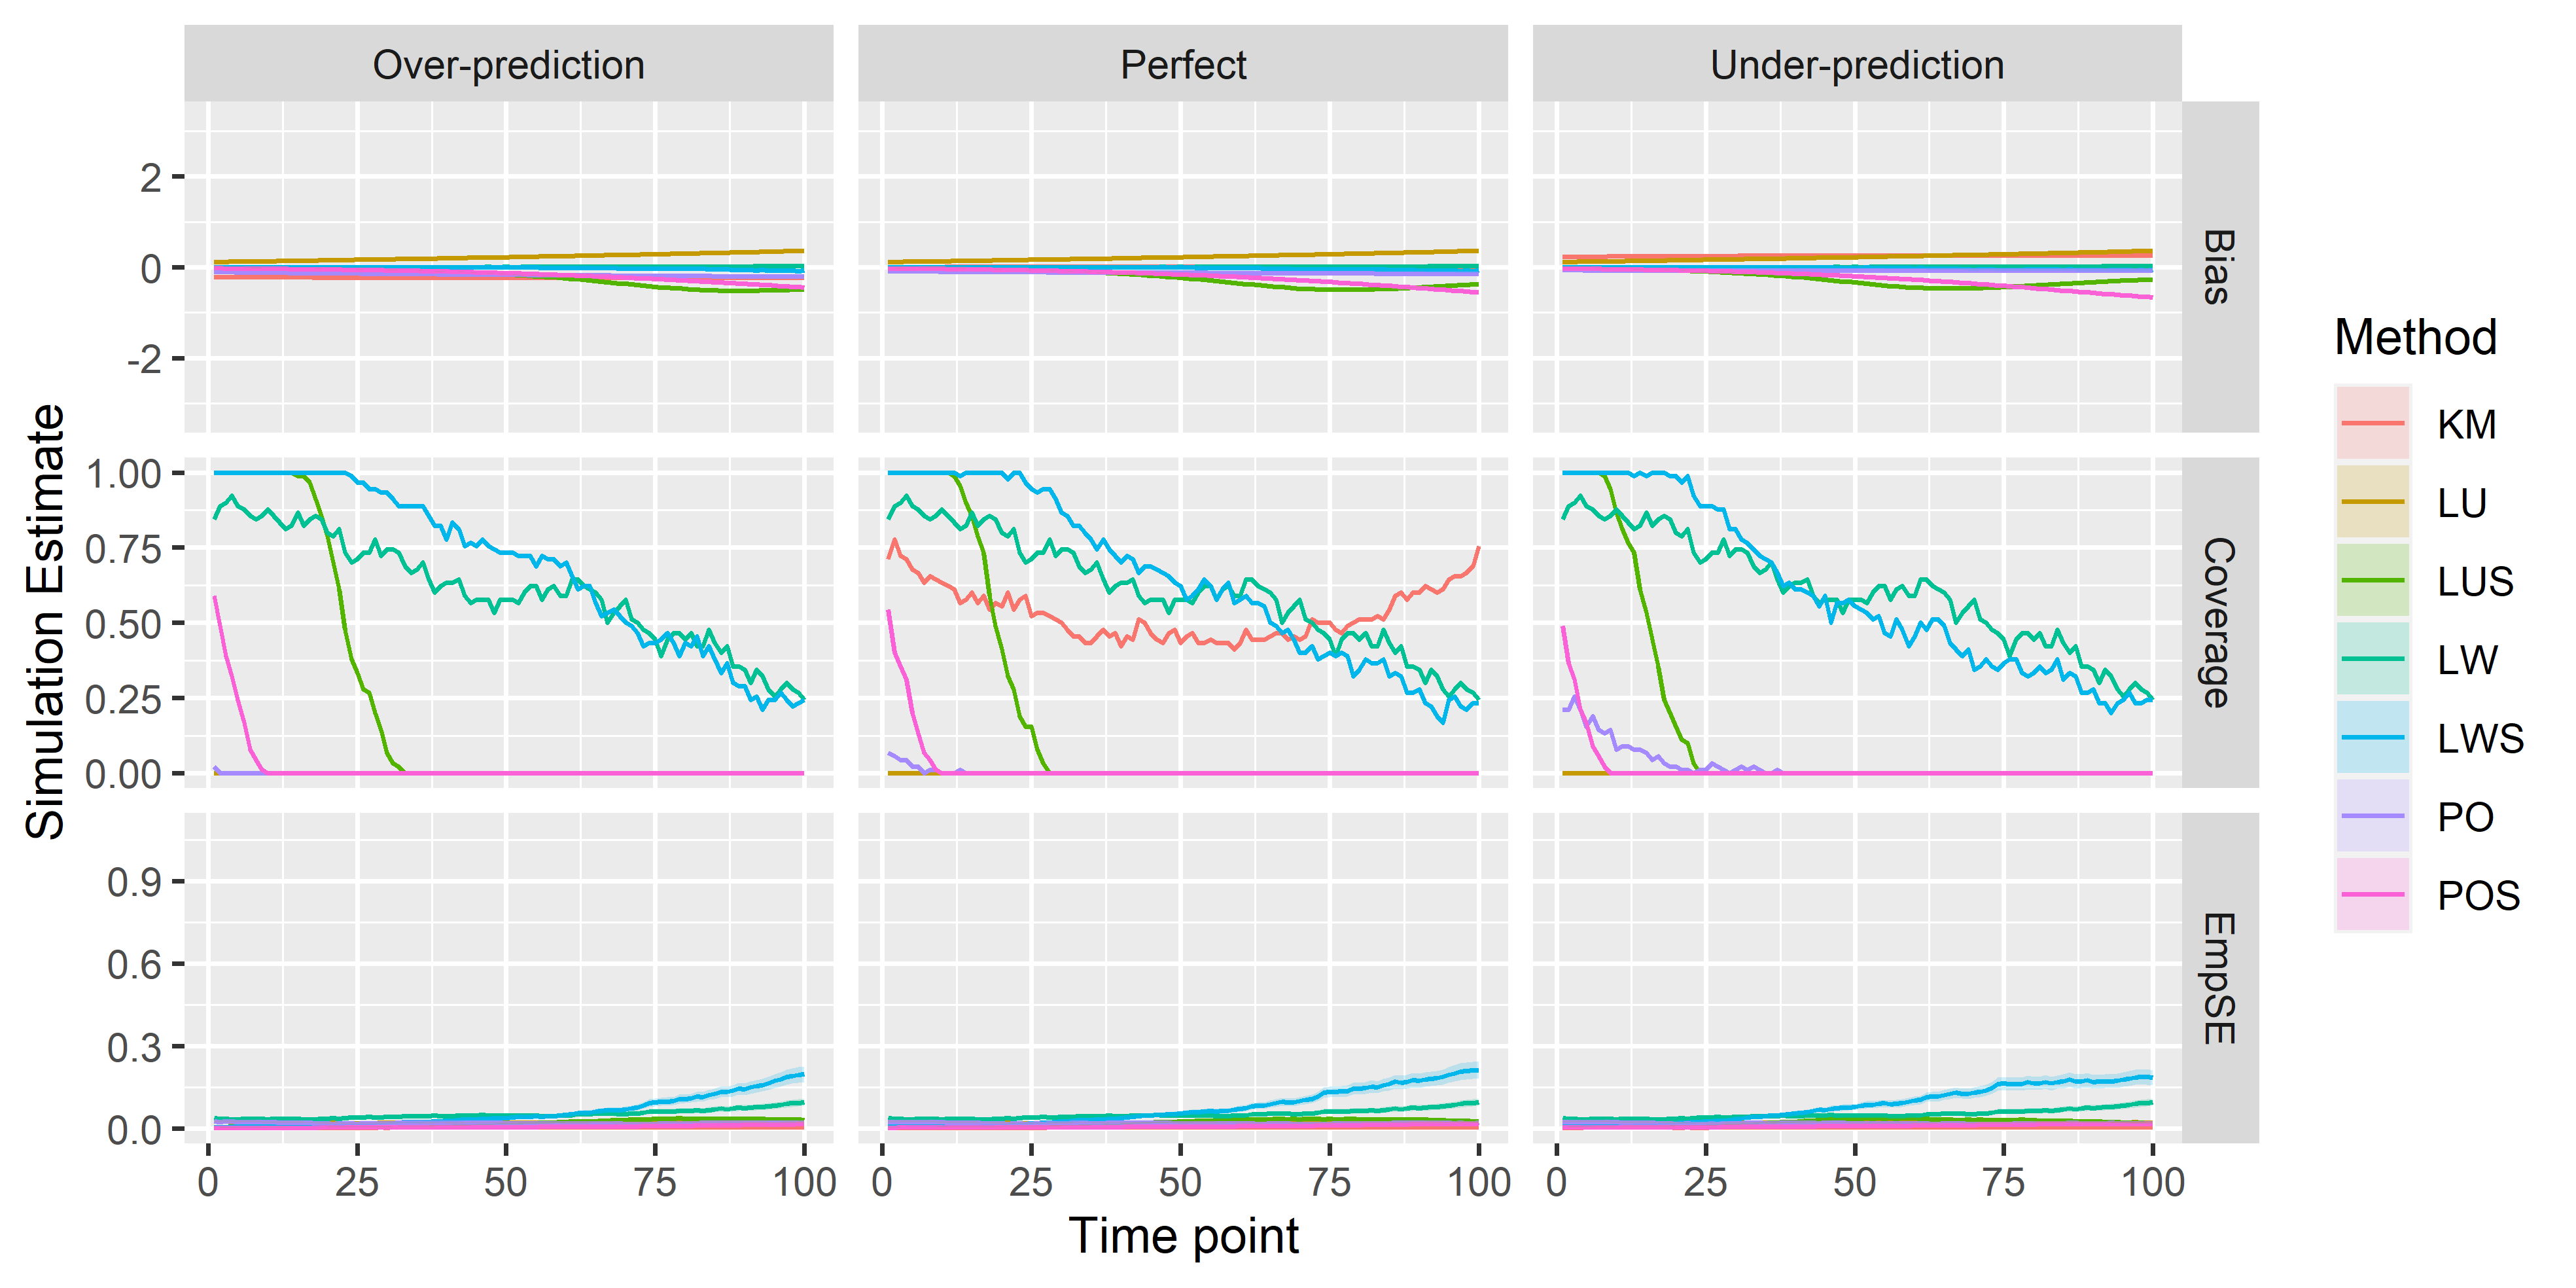 Over-prediction Perfect Under-prediction
Simulation Estimate
2
0
-2
Bias
1.00
0.75
0.50
0.25
0.00
Coverage
0.9
0.6
0.3
0.0
EmpSE
0 25 50 75 100 0 25 50 75 100 0 25 50 75 100
Time point
Method
KM
LU
LUS
LW
LWS
PO
POS